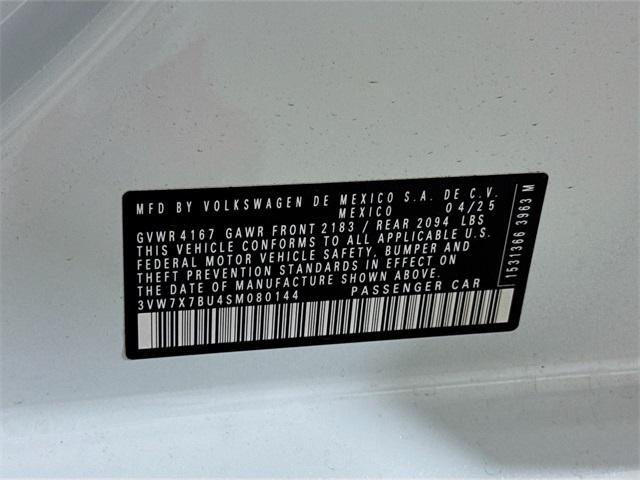 MFD BY VOLKSWAGEN DE MEXICO S.A. DE C.V.
MEXICO 04/25
GVWR 4167 GAWR FRONT 2183 / REAR 2094 LBS
THIS VEHICLE CONFORMS TO ALL APPLICABLE U.S.
FEDERAL MOTOR VEHICLE SAFETY, BUMPER AND
THEFT PREVENTION STANDARDS IN EFFECT ON
THE DATE OF MANUFACTURE SHOWN ABOVE.
3VW7X7BU4SM080144 PASSENGER CAR
1531366 3963 M